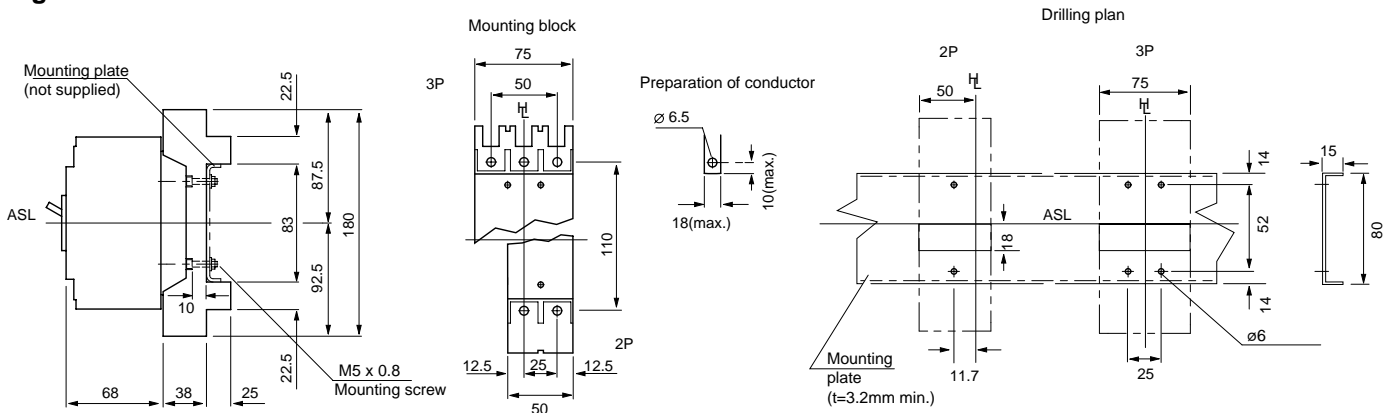 g
Mounting block
Drilling plan
75
3P
50
HL
Mounting plate
(not supplied)
22.5
87.5
180
83
92.5
22.5
ASL
10
68
38
25
M5 x 0.8
Mounting screw
110
2P
12.5
25
12.5
50
Preparation of conductor
ø 6.5
10(max.)
18(max.)
2P
3P
HL
50
75
HL
ASL
18
14
52
14
15
80
ø6
Mounting
plate
(t=3.2mm min.)
11.7
25